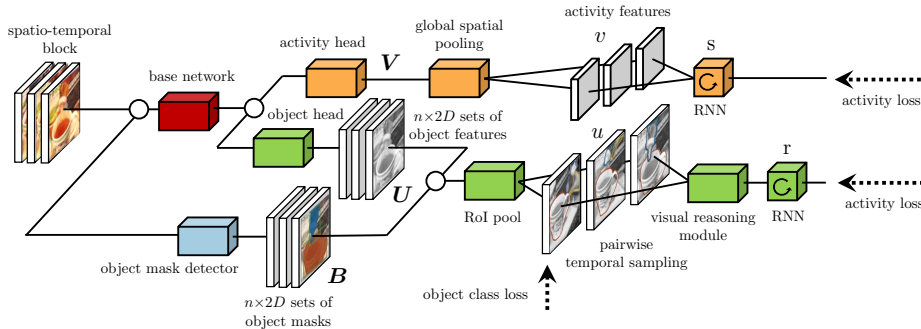 spatio-temporal
block
base network
activity head
V
global spatial
pooling
activity features
v
s
RNN
activity loss
object head
n×2D sets of
object features
U
u
r
RoI pool
visual reasoning
module
RNN
activity loss
pairwise
temporal sampling
object mask detector
B
n×2D sets of
object masks
object class loss